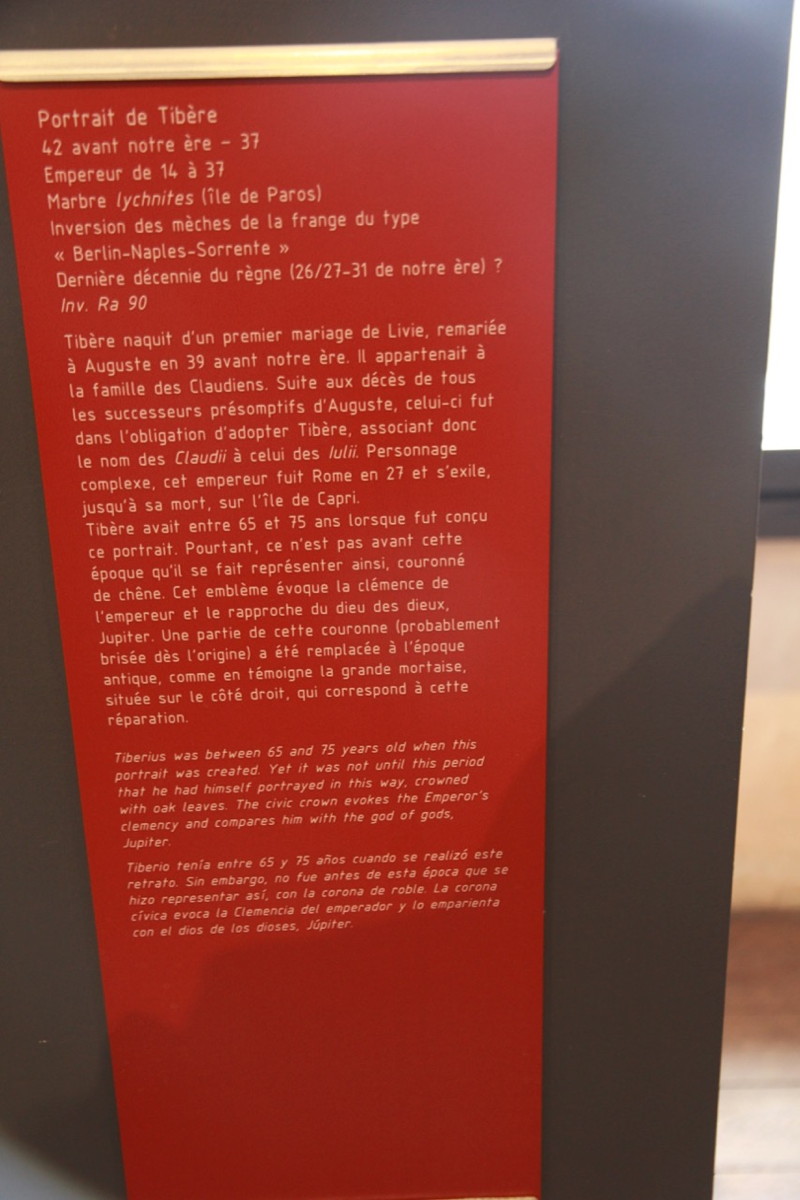 Portrait de Tibère
42 avant notre ère – 37
Empereur de 14 à 37
Marbre lychnites (île de Paros)
Inversion des mèches de la frange du type
« Berlin-Naples-Sorrente »
Dernière décennie du règne (26/27-31 de notre ère) ?
Inv. Ra 90
Tibère naquit d'un premier mariage de Livie, remariée
à Auguste en 39 avant notre ère. Il appartenait à
la famille des Claudiens. Suite aux décès de tous
les successeurs présomptifs d'Auguste, celui-ci fut
dans l'obligation d'adopter Tibère, associant donc
le nom des Claudii à celui des Iulii. Personnage
complexe, cet empereur fuit Rome en 27 et s'exile,
jusqu'à sa mort, sur l'île de Capri.
Tibère avait entre 65 et 75 ans lorsque fut conçu
ce portrait. Pourtant, ce n'est pas avant cette
époque qu'il se fait représenter ainsi, couronné
de chêne. Cet emblème évoque la clémence de
l'empereur et le rapproche du dieu des dieux,
Jupiter. Une partie de cette couronne (probablement
brisée dès l'origine) a été remplacée à l'époque
antique, comme en témoigne la grande mortaise,
située sur le côté droit, qui correspond à cette
réparation.
Tiberius was between 65 and 75 years old when this
portrait was created. Yet it was not until this period
that he had himself portrayed in this way, crowned
with oak leaves. The civic crown evokes the Emperor's
clemency and compares him with the god of gods,
Jupiter.
Tiberio tenía entre 65 y 75 años cuando se realizó este
retrato. Sin embargo, no fue antes de esta época que se
hizo representar así, con la corona de roble. La corona
cívica evoca la Clemencia del emperador y lo emparienta
con el dios de los dioses, Júpiter.